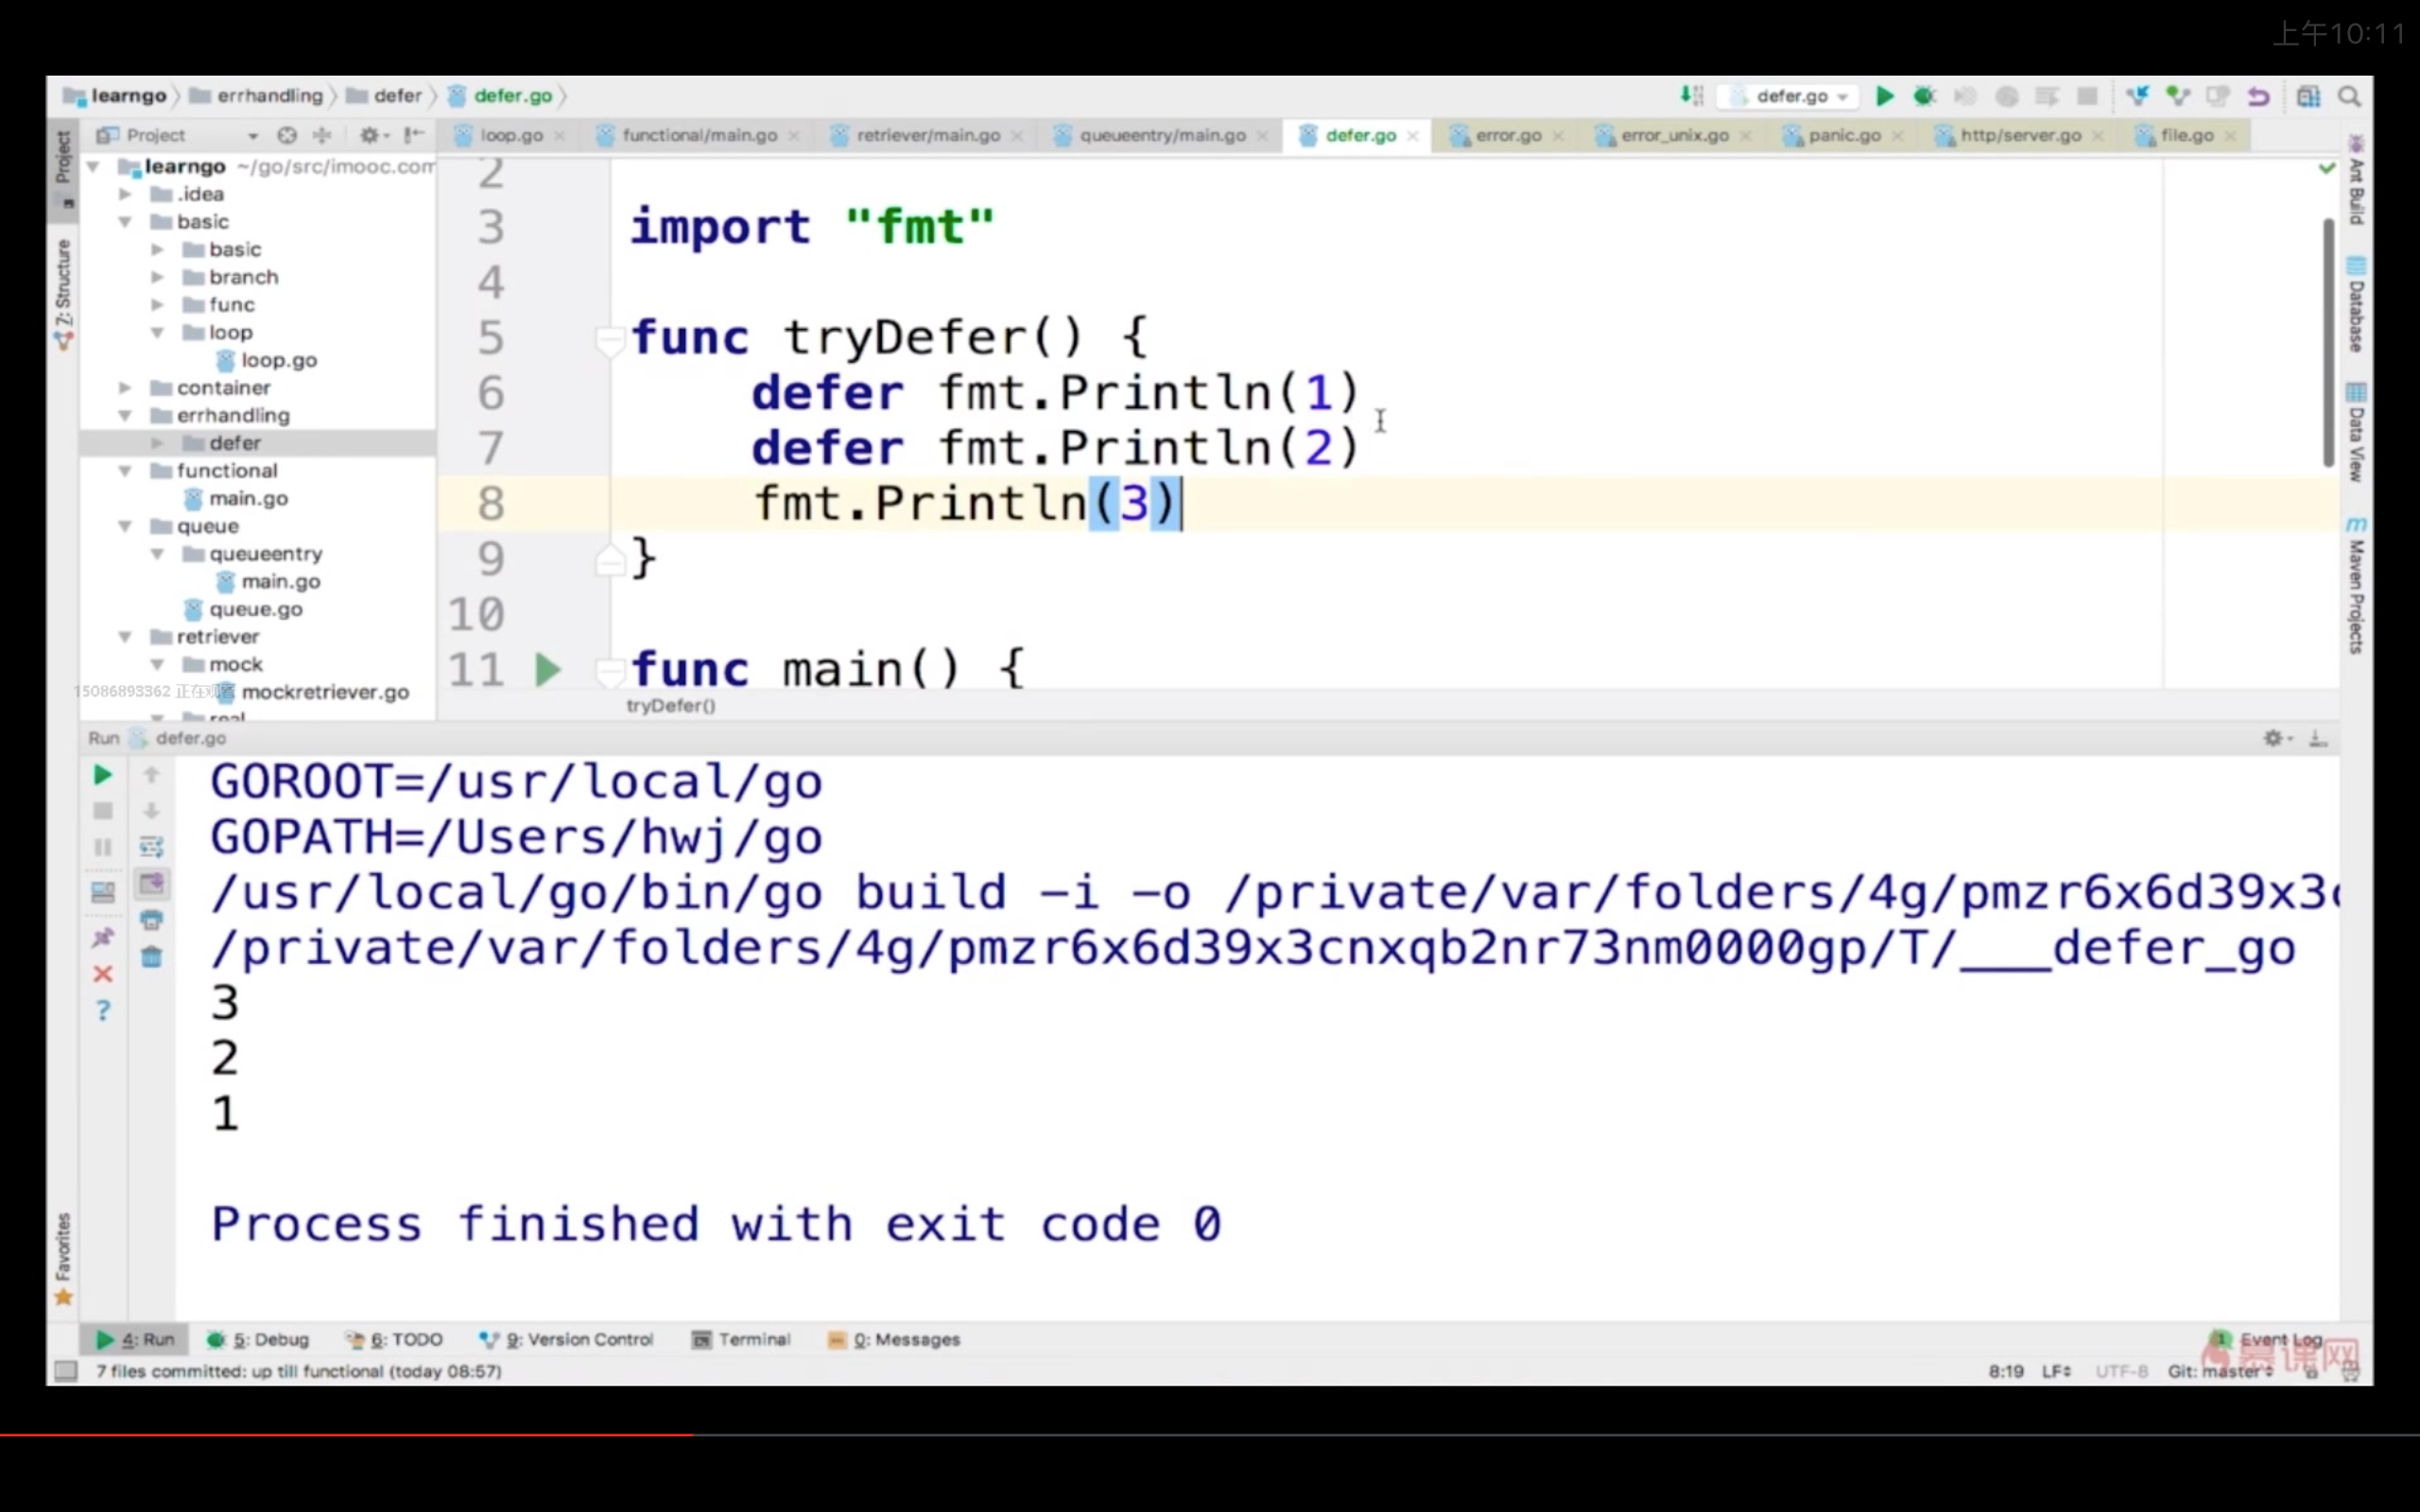 上午10:11
learngo errhandling defer defer.go defer.go
Project loop.go functional/main.go retriever/main.go queueentry/main.go defer.go error.go error_unix.go panic.go http/server.go file.go
Project
Z: Structure
Favorites
learngo ~/go/src/imooc.com
.idea
basic
basic
branch
func
loop
loop.go
container
errhandling
defer
functional
main.go
queue
queueentry
main.go
queue.go
retriever
mock
mockretriever.go
real
15086893362 正在观看
2
3 import "fmt"
4
5 func tryDefer() {
6 defer fmt.Println(1)
7 defer fmt.Println(2)
8 fmt.Println(3)
9 }
10
11 func main() {
tryDefer()
Ant Build
Database
Data View
m Maven Projects
Run defer.go
GOROOT=/usr/local/go
GOPATH=/Users/hwj/go
/usr/local/go/bin/go build -i -o /private/var/folders/4g/pmzr6x6d39x3c
/private/var/folders/4g/pmzr6x6d39x3cnxqb2nr73nm0000gp/T/___defer_go
3
2
1
Process finished with exit code 0
4: Run 5: Debug 6: TODO 9: Version Control Terminal 0: Messages 1 Event Log
慕课网
7 files committed: up till functional (today 08:57) 8:19 LF UTF-8 Git: master